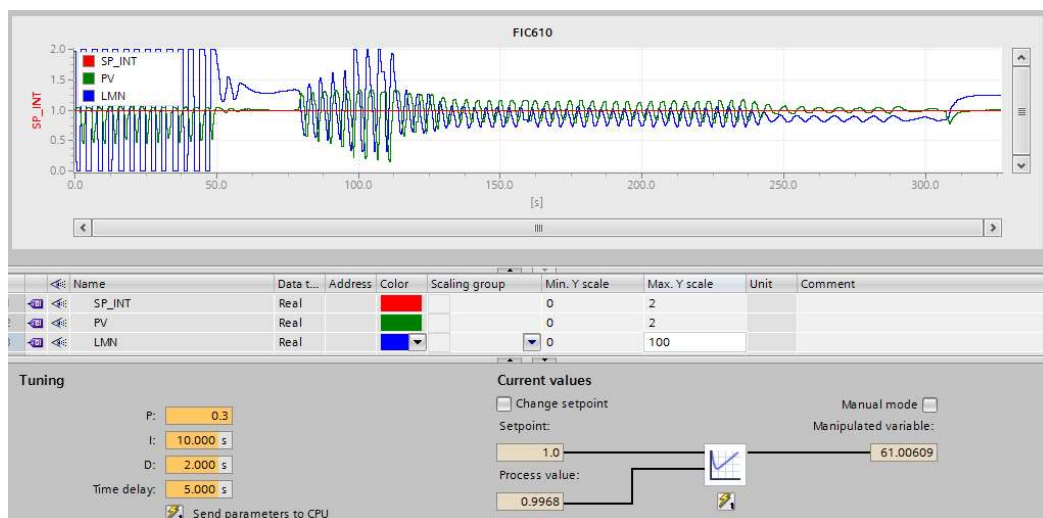 FIC610
2.0
1.5
1.0
0.5
0.0
SP_INT
SP_INT
PV
LMN
0.0 50.0 100.0 150.0 200.0 250.0 300.0
[s]
Name Data t... Address Color Scaling group Min. Y scale Max. Y scale Unit Comment
SP_INT Real 0 2
PV Real 0 2
LMN Real 0 100
Tuning
P: 0.3
I: 10.000 s
D: 2.000 s
Time delay: 5.000 s
Send parameters to CPU
Current values
Change setpoint
Setpoint:
1.0
Process value:
0.9968
Manual mode
Manipulated variable:
61.00609